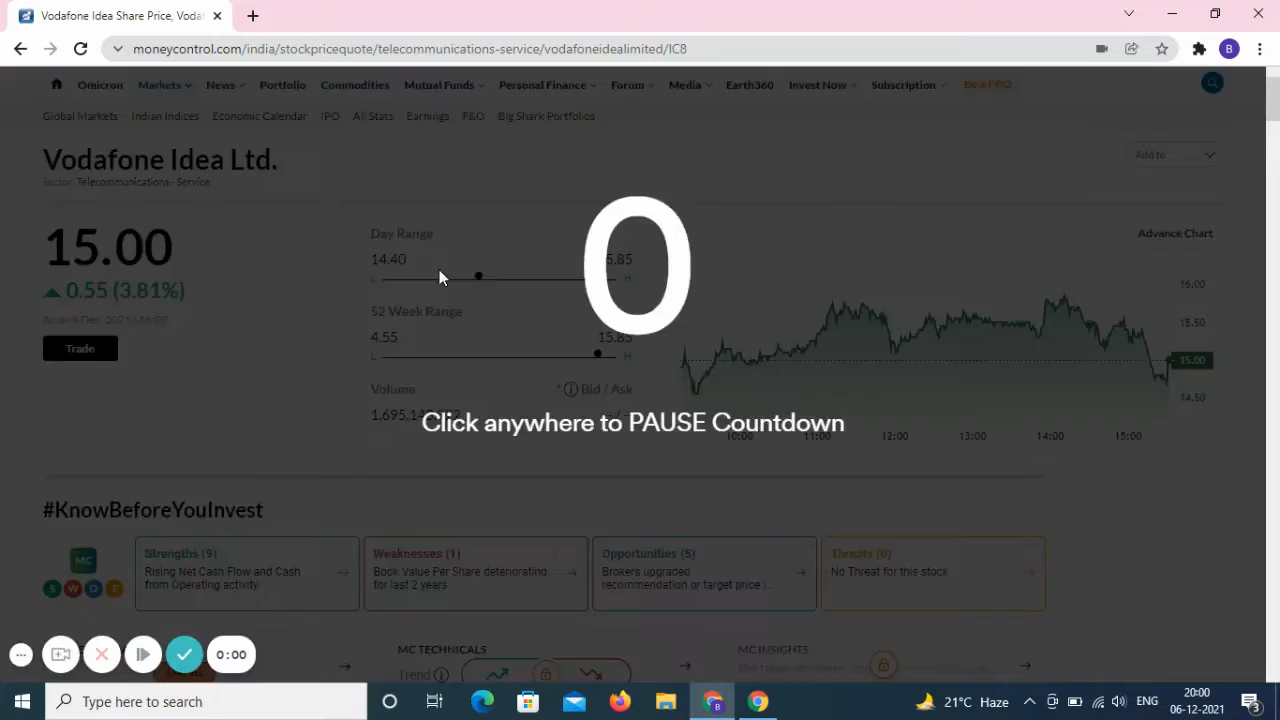 Vodafone Idea Share Price, Voda
moneycontrol.com/india/stockpricequote/telecommunications-service/vodafoneidealimited/IC8
B
Omicron Markets News Portfolio Commodities Mutual Funds Personal Finance Forum Media Earth360 Invest Now Subscription Be a PRO
Global Markets Indian Indices Economic Calendar IPO All Stats Earnings F&O Big Shark Portfolios
Vodafone Idea Ltd.
Add to
Sector: Telecommunications - Service
15.00
0.55 (3.81%)
Trade
Day Range
14.40
5.85
L H
52 Week Range
4.55 15.85
L H
Volume
* Bid / Ask
1,695,14
0
Click anywhere to PAUSE Countdown
Advance Chart
16.00
15.50
15.00
14.50
10:00 11:00 12:00 13:00 14:00 15:00
#KnowBeforeYouInvest
MC
S W O T
Strengths (9)
Rising Net Cash Flow and Cash
from Operating activity
Weaknesses (1)
Book Value Per Share deteriorating
for last 2 years
Opportunities (5)
Brokers upgraded
recommendation or target price i...
Threats (0)
No Threat for this stock
0:00
MC TECHNICALS
Trend
MC INSIGHTS
Type here to search
B
21°C Haze
ENG
20:00
06-12-2021
3